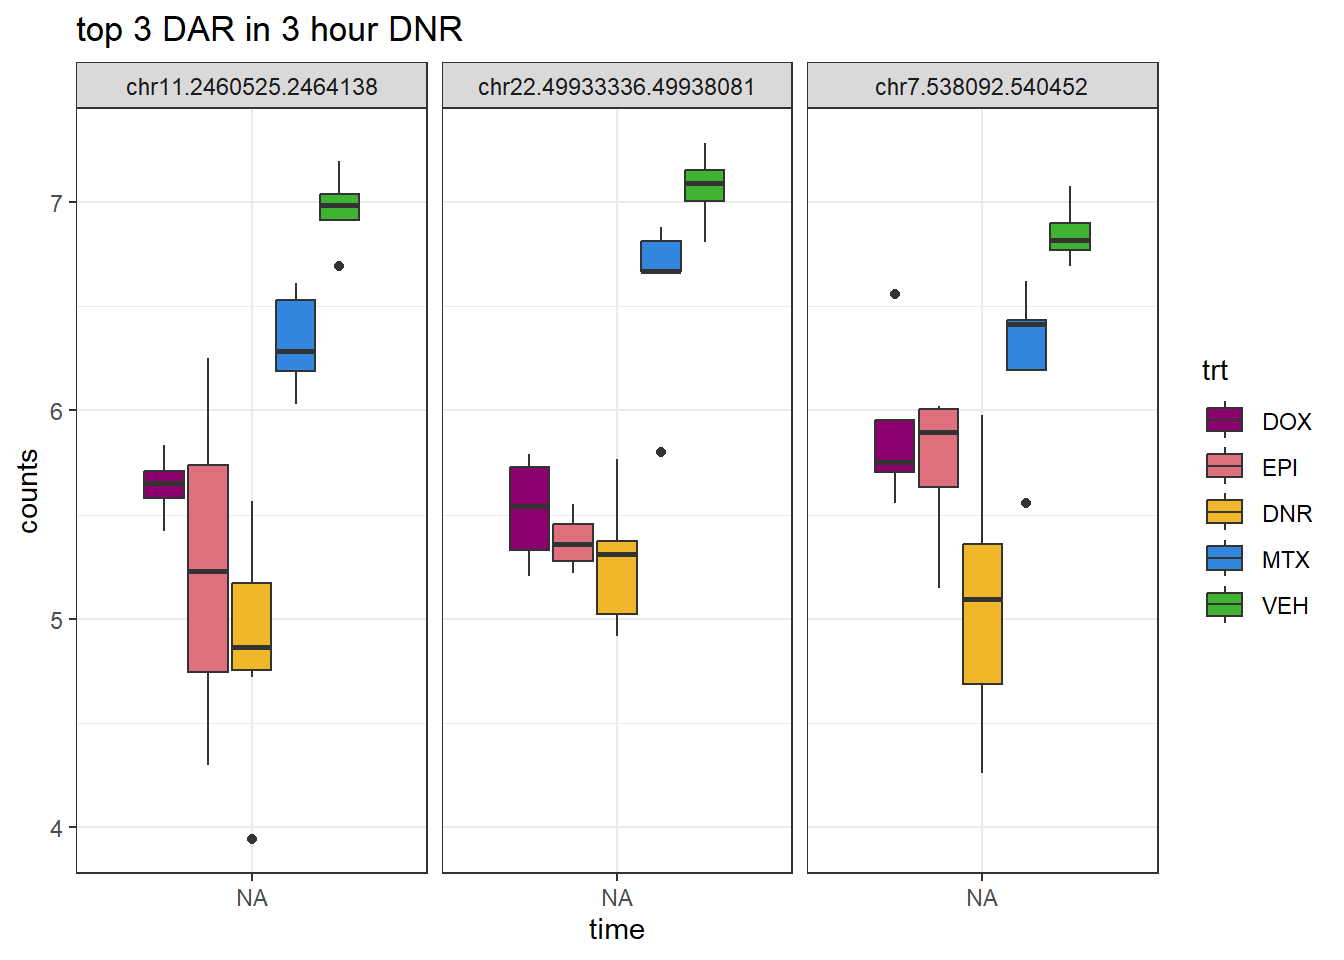 top 3 DAR in 3 hour DNR
chr11.2460525.2464138
chr22.49933336.49938081
chr7.538092.540452
7
6
5
4
counts
NA
NA
NA
time
trt
DOX
EPI
DNR
MTX
VEH